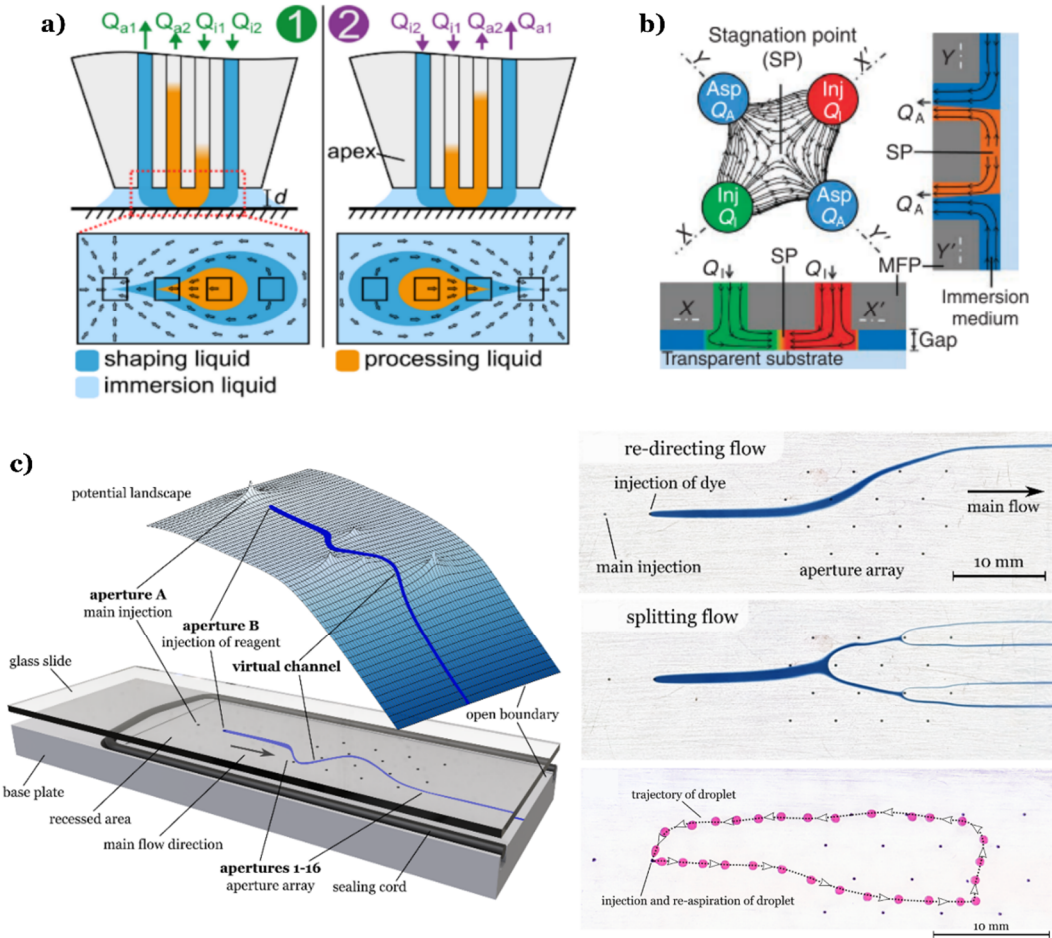 a)
Qa1 Qa2 Qi1 Qi2 1
2 Qi2 Qi1 Qa2 Qa1
apex
d
shaping liquid
processing liquid
immersion liquid
b)
Stagnation point
(SP)
Y
X'
Asp
QA
Inj
QI
Inj
QI
Asp
QA
X
Y'
Y
QA
SP
QA
Y'
MFP
Immersion
medium
QI
SP
QI
X
X'
Gap
Transparent substrate
c)
potential landscape
aperture A
main injection
aperture B
injection of reagent
virtual channel
glass slide
open boundary
base plate
recessed area
main flow direction
apertures 1-16
aperture array
sealing cord
re-directing flow
injection of dye
main flow
main injection
aperture array
10 mm
splitting flow
trajectory of droplet
injection and re-aspiration of droplet
10 mm